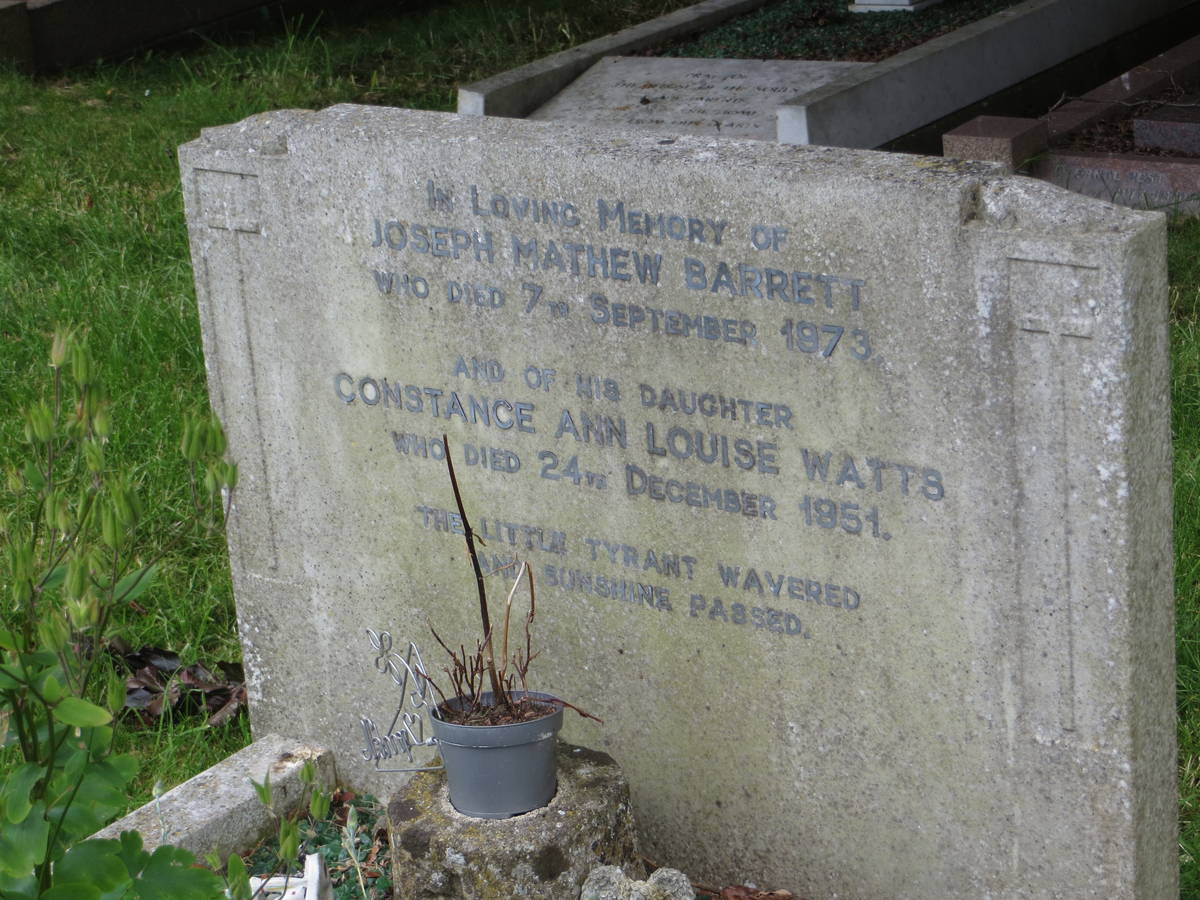 IN LOVING MEMORY OF
JOSEPH MATHEW BARRETT
WHO DIED 7TH SEPTEMBER 1973
AND OF HIS DAUGHTER
CONSTANCE ANN LOUISE WATTS
WHO DIED 24TH DECEMBER 1951.
THE LITTLE TYRANT WAVERED
AND SUNSHINE PASSED.